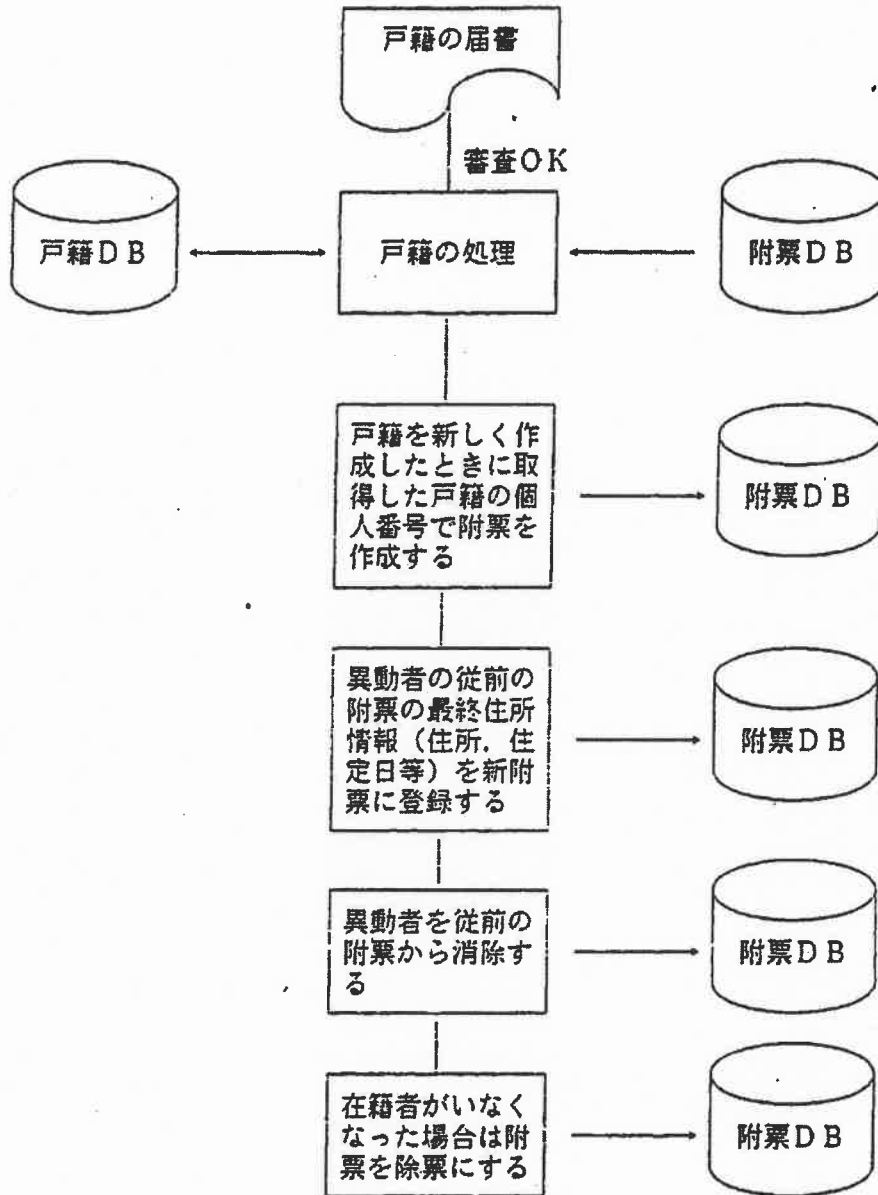 戸籍の届書
審査OK
戸籍DB
戸籍の処理
附票DB
戸籍を新しく作
成したときに取
得した戸籍の個
人番号で附票を
作成する
附票DB
異動者の従前の
附票の最終住所
情報（住所，住
定日等）を新附
票に登録する
附票DB
異動者を従前の
附票から消除す
る
附票DB
在籍者がいなく
なった場合は附
票を除票にする
附票DB